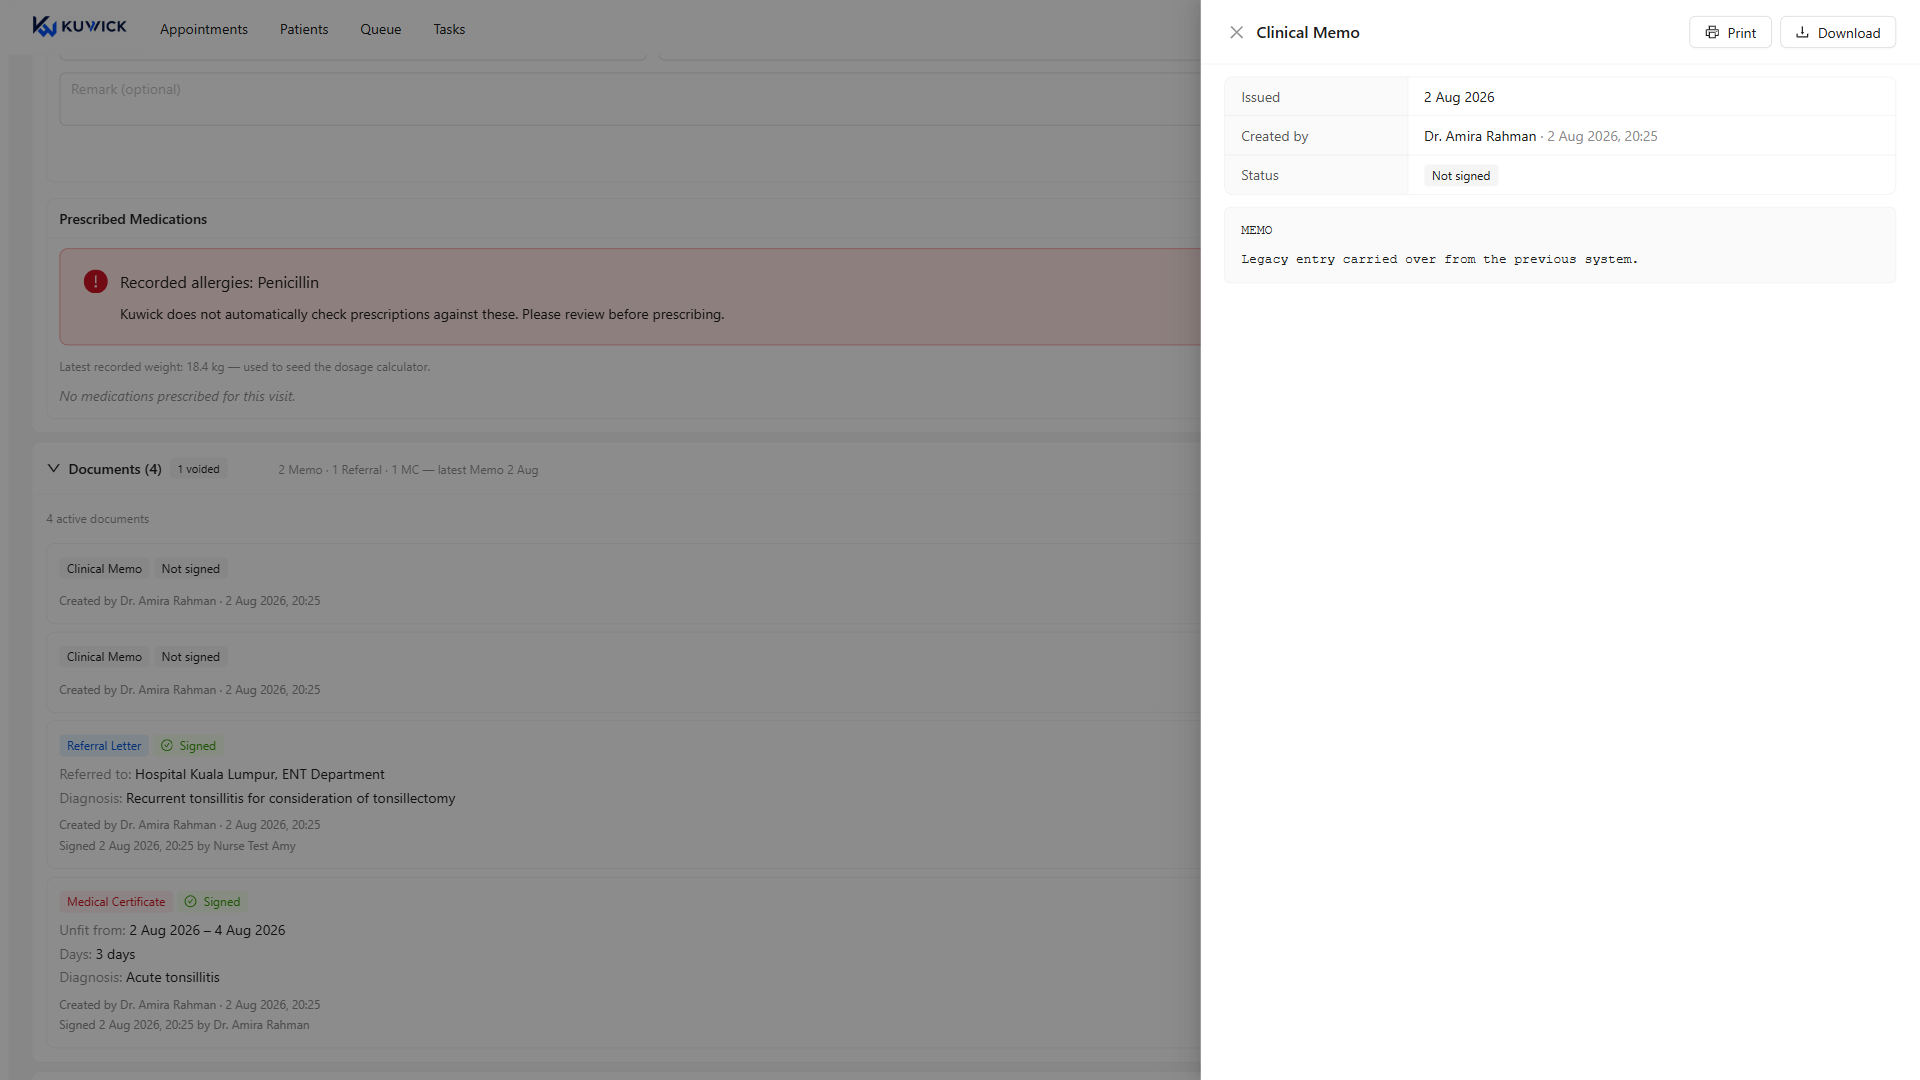 KUWICK
Appointments
Patients
Queue
Tasks
Remark (optional)
Prescribed Medications
Recorded allergies: Penicillin
Kuwick does not automatically check prescriptions against these. Please review before prescribing.
Latest recorded weight: 18.4 kg — used to seed the dosage calculator.
No medications prescribed for this visit.
Documents (4) 1 voided 2 Memo · 1 Referral · 1 MC — latest Memo 2 Aug
4 active documents
Clinical Memo Not signed
Created by Dr. Amira Rahman · 2 Aug 2026, 20:25
Clinical Memo Not signed
Created by Dr. Amira Rahman · 2 Aug 2026, 20:25
Referral Letter Signed
Referred to: Hospital Kuala Lumpur, ENT Department
Diagnosis: Recurrent tonsillitis for consideration of tonsillectomy
Created by Dr. Amira Rahman · 2 Aug 2026, 20:25
Signed 2 Aug 2026, 20:25 by Nurse Test Amy
Medical Certificate Signed
Unfit from: 2 Aug 2026 – 4 Aug 2026
Days: 3 days
Diagnosis: Acute tonsillitis
Created by Dr. Amira Rahman · 2 Aug 2026, 20:25
Signed 2 Aug 2026, 20:25 by Dr. Amira Rahman
Clinical Memo
Print
Download
Issued 2 Aug 2026
Created by Dr. Amira Rahman · 2 Aug 2026, 20:25
Status Not signed
MEMO
Legacy entry carried over from the previous system.